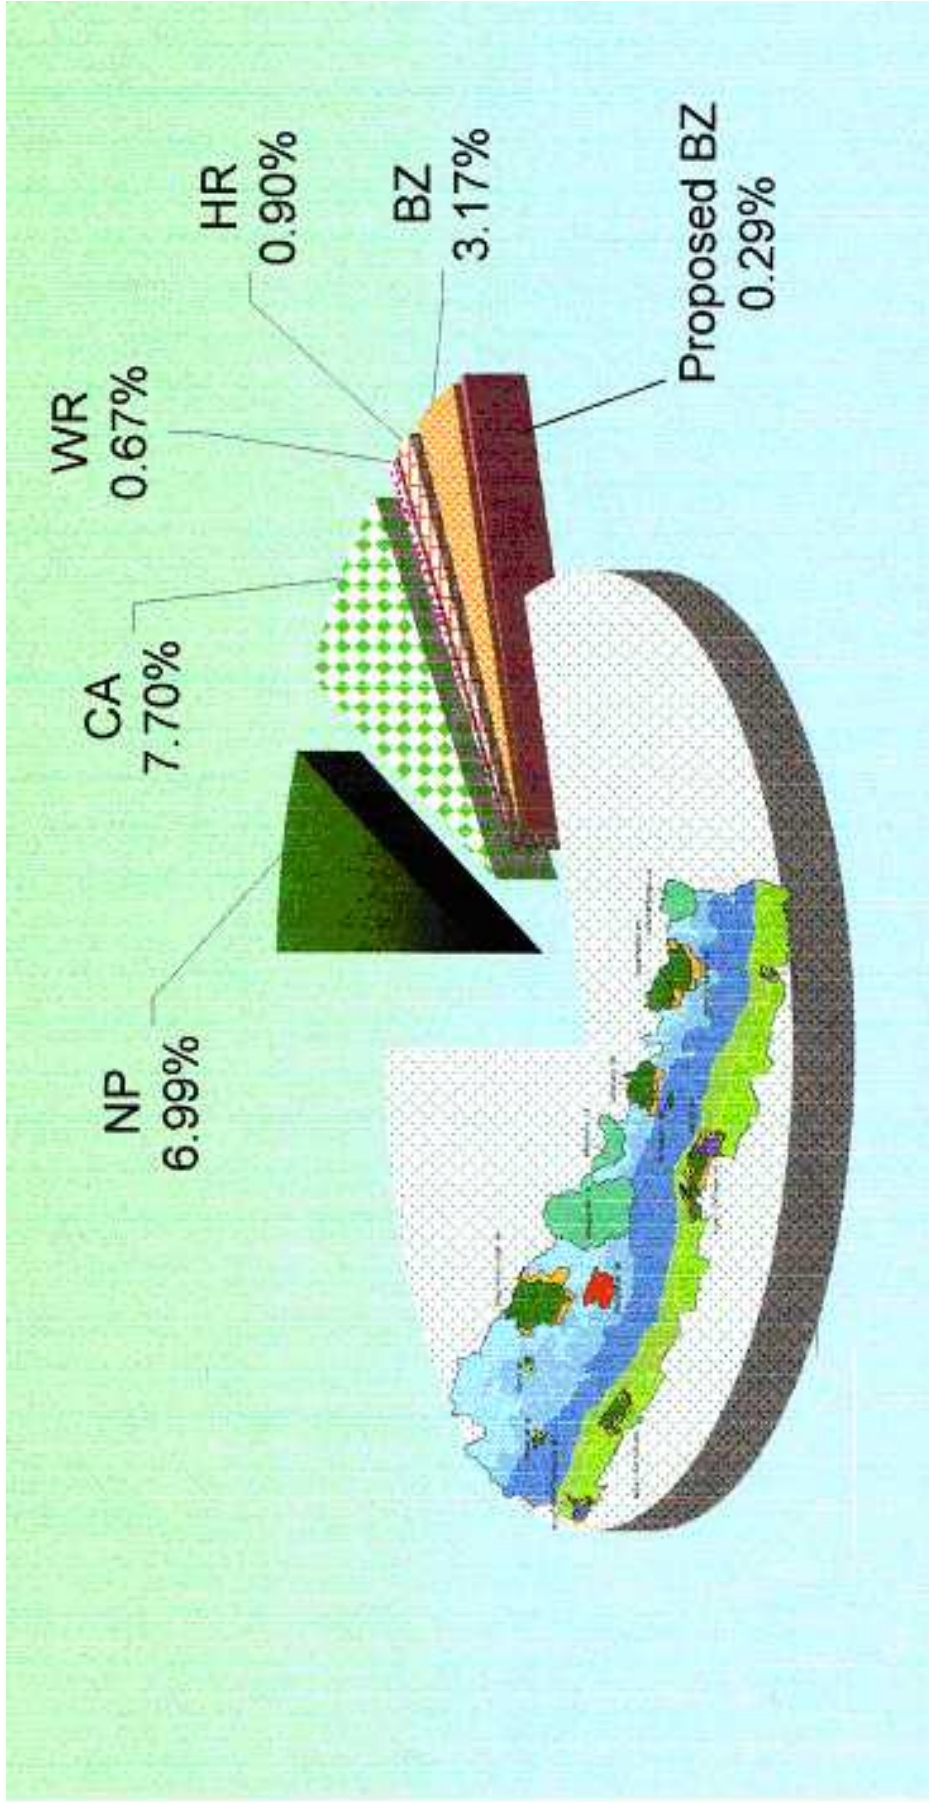 NP
6.99%
CA
7.70%
WR
0.67%
HR
0.90%
BZ
3.17%
Proposed BZ
0.29%